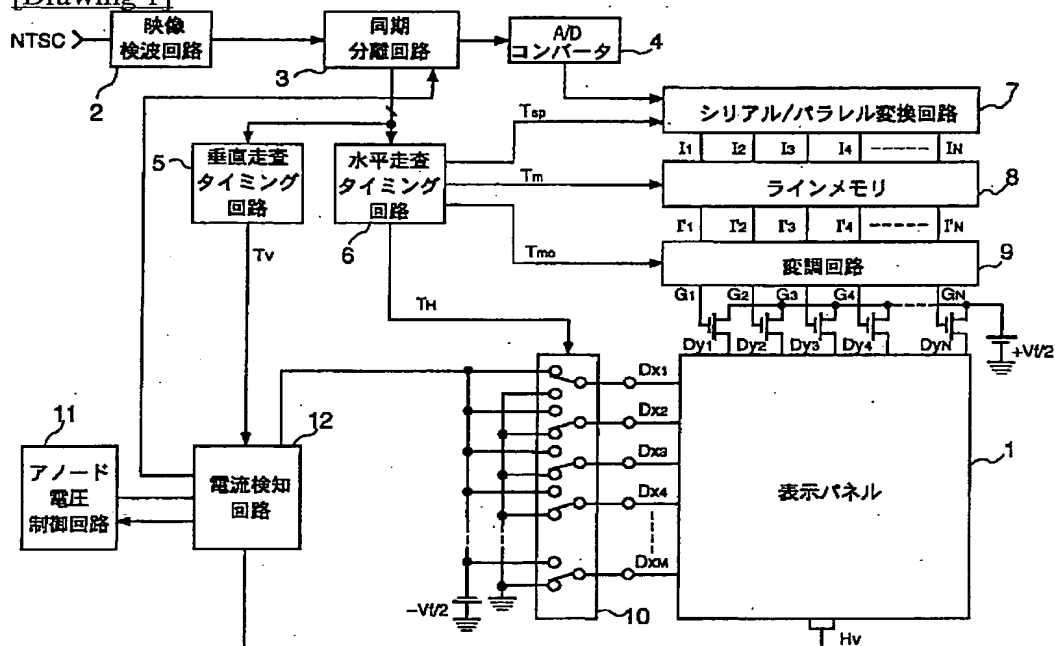 [Drawing 1]
NTSC
映像
検波回路
2
同期
分離回路
3
A/D
コンバータ
4
シリアル/パラレル変換回路
7
Tsp
I1 I2 I3 I4 IN
5
垂直走査
タイミング
回路
水平走査
タイミング
回路
6
Tm
ラインメモリ
8
I'1 I'2 I'3 I'4 I'N
Tmo
変調回路
9
Tv
TH
G1 G2 G3 G4 GN
Dy1 Dy2 Dy3 Dy4 DyN
+Vf/2
Dx1
Dx2
Dx3
Dx4
DxM
表示パネル
1
11
アノード
電圧
制御回路
12
電流検知
回路
-Vf/2
10
Hv